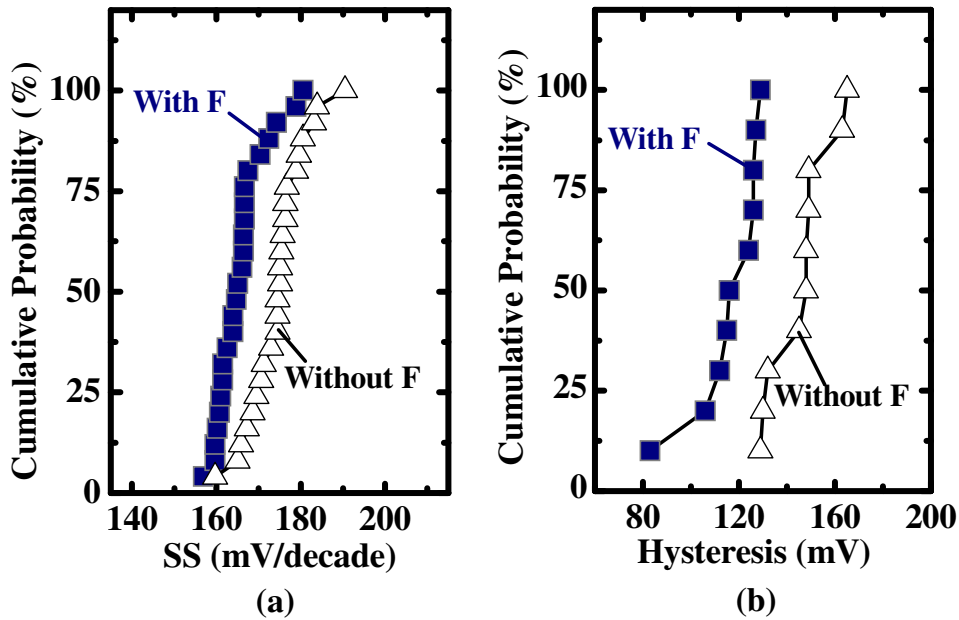 Cumulative Probability (%)
100
75
50
25
0
With F
Without F
140 160 180 200
SS (mV/decade)
(a)
Cumulative Probability (%)
100
75
50
25
0
With F
Without F
80 120 160 200
Hysteresis (mV)
(b)